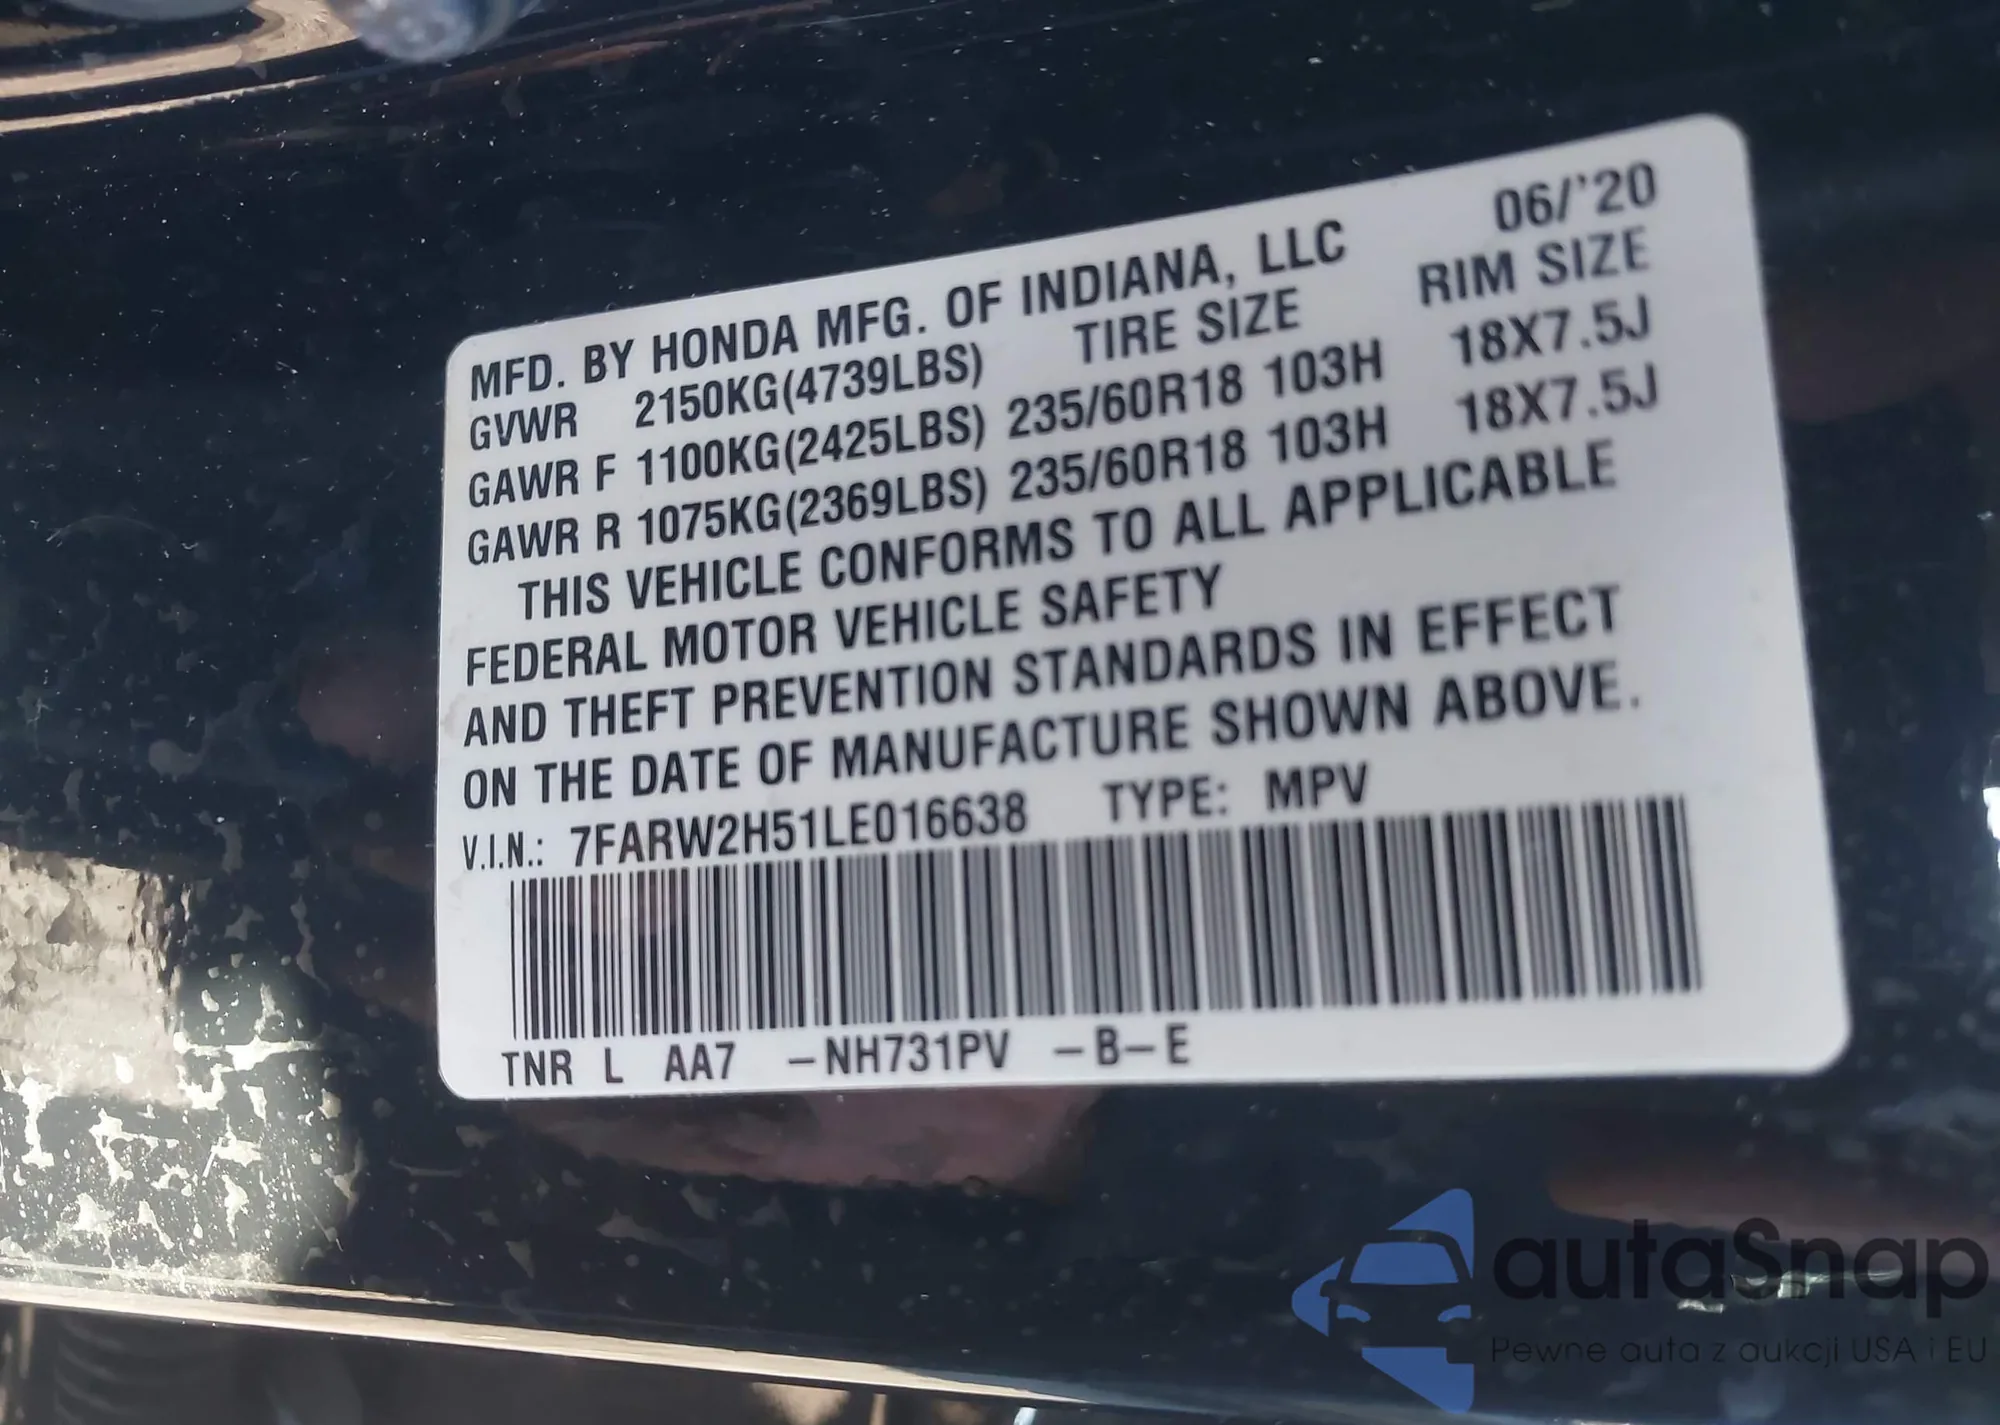 06/'20
MFD. BY HONDA MFG. OF INDIANA, LLC RIM SIZE
GVWR 2150KG(4739LBS) TIRE SIZE
GAWR F 1100KG(2425LBS) 235/60R18 103H 18X7.5J
GAWR R 1075KG(2369LBS) 235/60R18 103H 18X7.5J
THIS VEHICLE CONFORMS TO ALL APPLICABLE
FEDERAL MOTOR VEHICLE SAFETY
AND THEFT PREVENTION STANDARDS IN EFFECT
ON THE DATE OF MANUFACTURE SHOWN ABOVE.
V.I.N.: 7FARW2H51LE016638 TYPE: MPV
TNR L AA7 –NH731PV –B–E
autaSnap
Pewne auta z aukcji USA i EU